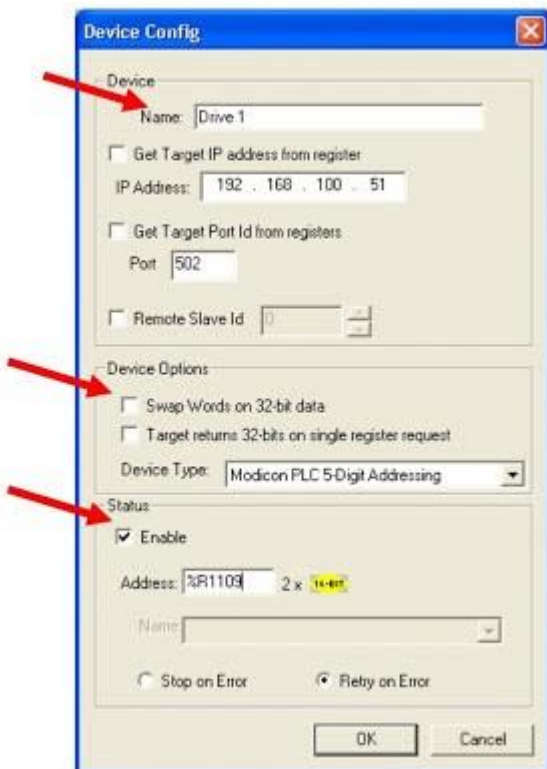 Device Config
Device
Name: Drive 1
Get Target IP address from register
IP Address: 192 . 168 . 100 . 51
Get Target Port Id from registers
Port 502
Remote Slave Id 0
Device Options
Swap Words on 32-bit data
Target returns 32-bits on single register request
Device Type: Modicon PLC 5-Digital Addressing
Status
Enable
Address: %R1109 2 x 16-BIT
Name:
Stop on Error Retry on Error
OK Cancel